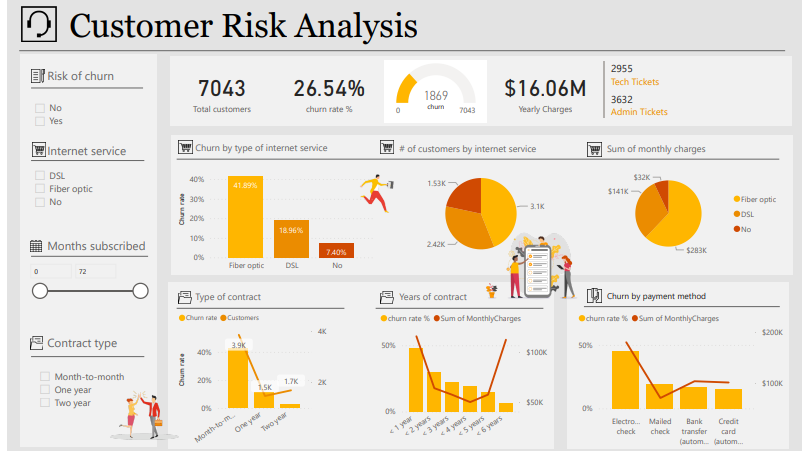 Customer Risk Analysis
Risk of churn
No
Yes
Internet service
DSL
Fiber optic
No
Months subscribed
0 72
Contract type
Month-to-month
One year
Two year
7043
Total customers
26.54%
churn rate %
1869
churn
0 7043
$16.06M
Yearly Charges
2955
Tech Tickets
3632
Admin Tickets
Churn by type of internet service
Churn rate
40%
30%
20%
10%
0%
41.89%
18.96%
7.40%
Fiber optic DSL No
# of customers by internet service
1.53K
3.1K
2.42K
Sum of monthly charges
$32K
$141K
$283K
Fiber optic
DSL
No
Type of contract
Churn rate Customers
Churn rate
40%
20%
0%
4K
2K
3.9K
1.5K
1.7K
Month-to-m... One year Two year
Years of contract
churn rate % Sum of MonthlyCharges
50%
0%
$100K
$50K
< 1 year < 2 years < 3 years < 4 years < 5 years < 6 years
Churn by payment method
churn rate % Sum of MonthlyCharges
50%
0%
$200K
$100K
Electro... check
Mailed check
Bank transfer (autom...
Credit card (autom...